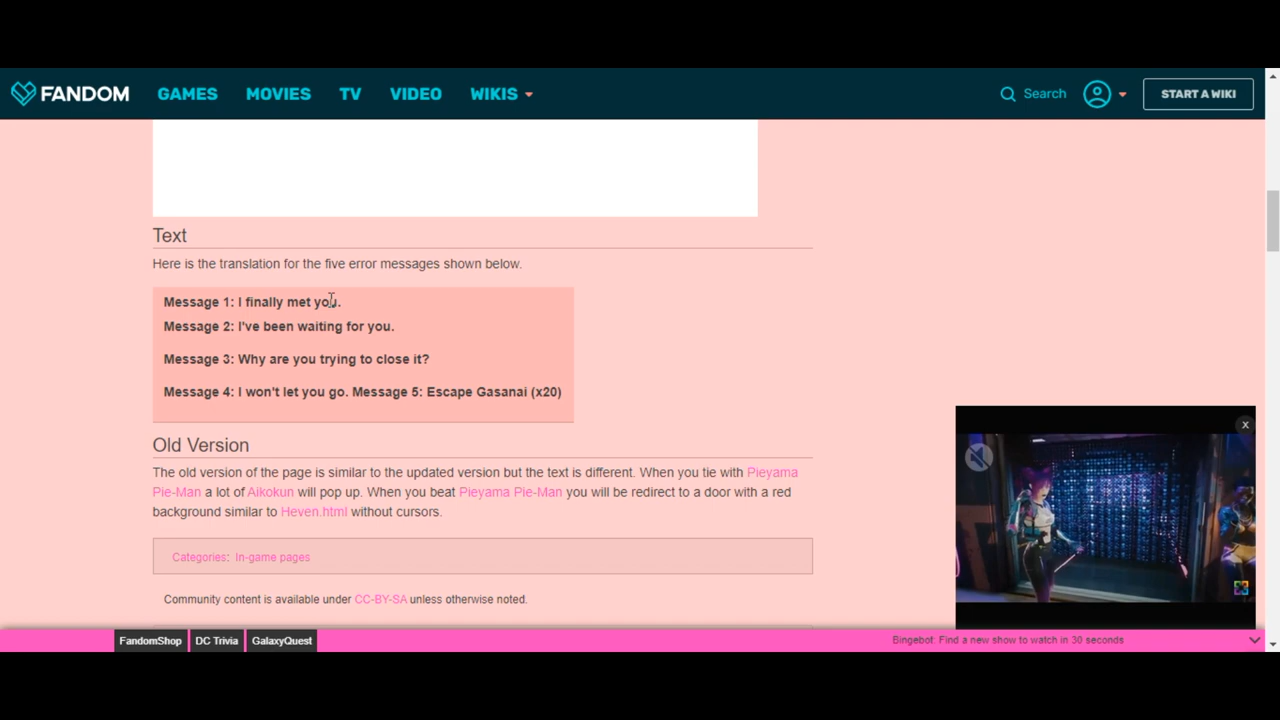 FANDOM GAMES MOVIES TV VIDEO WIKIS Search START A WIKI
Text
Here is the translation for the five error messages shown below.
Message 1: I finally met you.
Message 2: I've been waiting for you.
Message 3: Why are you trying to close it?
Message 4: I won't let you go. Message 5: Escape Gasanai (x20)
Old Version
The old version of the page is similar to the updated version but the text is different. When you tie with Pieyama
Pie-Man a lot of Aikokun will pop up. When you beat Pieyama Pie-Man you will be redirect to a door with a red
background similar to Heven.html without cursors.
Categories: In-game pages
Community content is available under CC-BY-SA unless otherwise noted.
X
FandomShop DC Trivia GalaxyQuest Bingebot: Find a new show to watch in 30 seconds